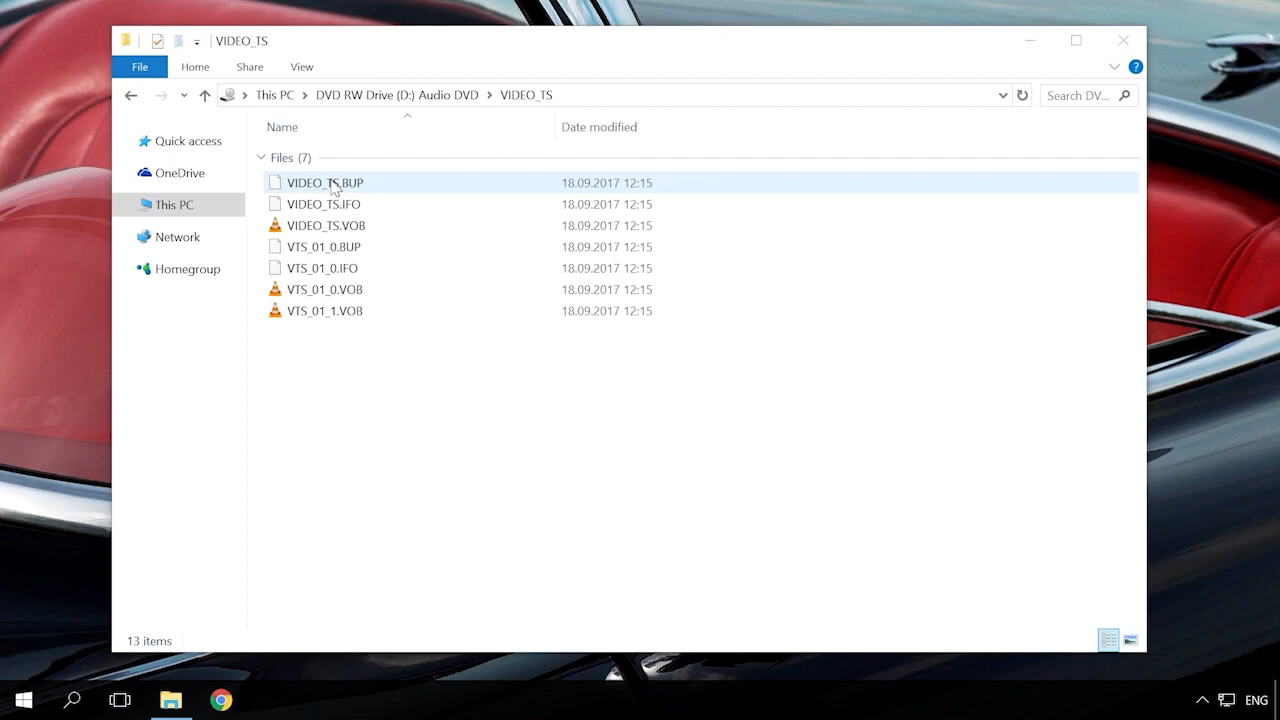 VIDEO_TS
File Home Share View
This PC DVD RW Drive (D:) Audio DVD VIDEO_TS Search DV...
Name Date modified
Quick access
OneDrive
This PC
Network
Homegroup
Files (7)
VIDEO_TS.BUP 18.09.2017 12:15
VIDEO_TS.IFO 18.09.2017 12:15
VIDEO_TS.VOB 18.09.2017 12:15
VTS_01_0.BUP 18.09.2017 12:15
VTS_01_0.IFO 18.09.2017 12:15
VTS_01_0.VOB 18.09.2017 12:15
VTS_01_1.VOB 18.09.2017 12:15
13 items
ENG